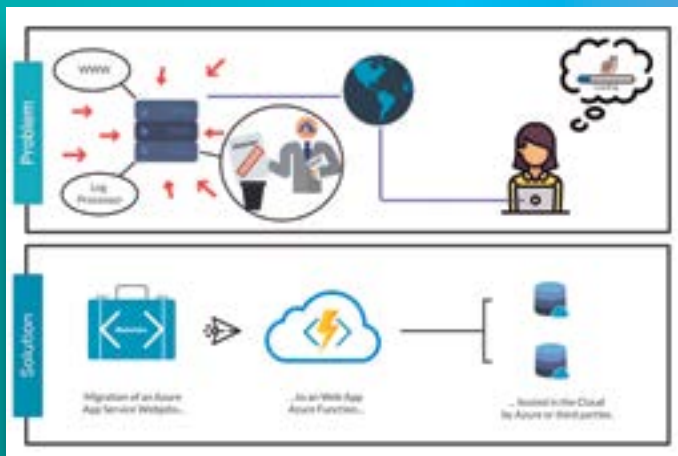 Problem
WWW
Log
Processor
Solution
Migration of an Azure
App Service Webjobs...
...to an Web App
Azure Function...
... hosted in the Cloud
by Azure or third parties.